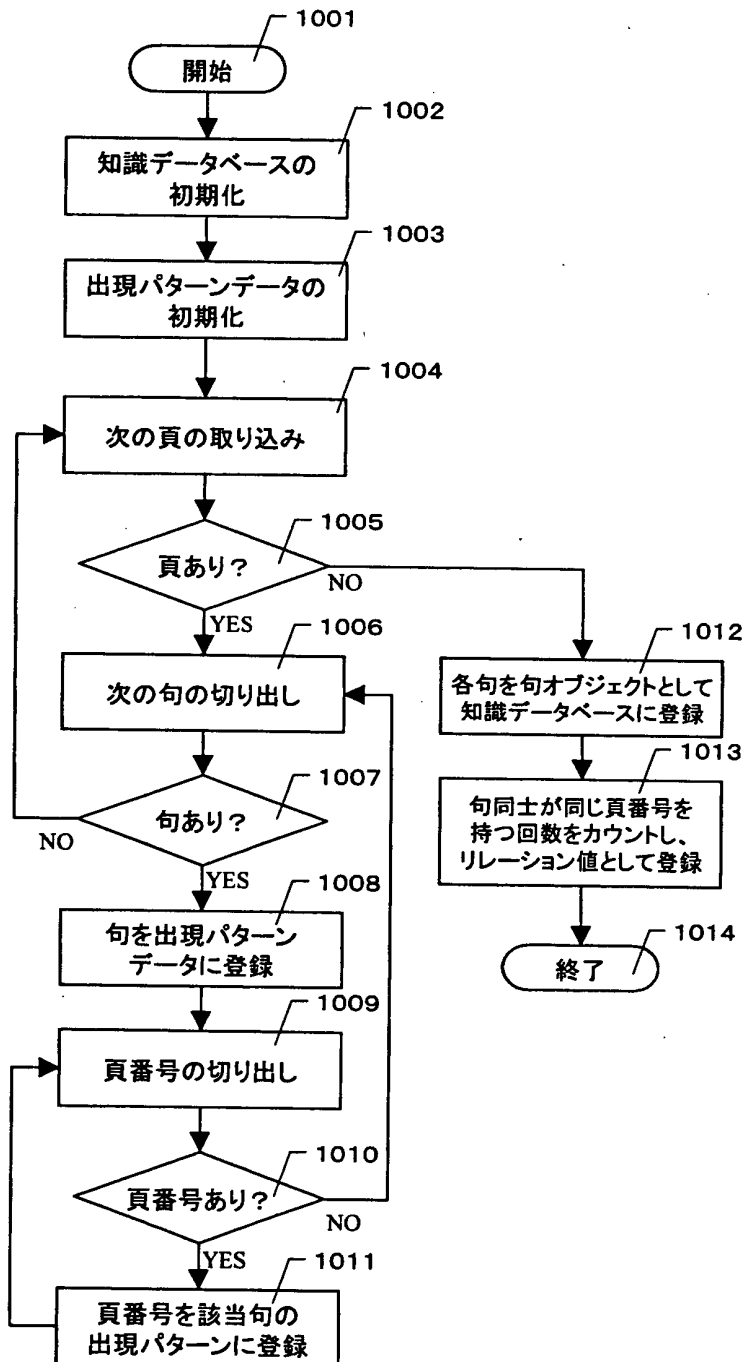 1001
開始
1002
知識データベースの
初期化
1003
出現パターンデータの
初期化
1004
次の頁の取り込み
1005
頁あり?
NO
YES
1006
次の句の切り出し
1007
句あり?
NO
YES
1008
句を出現パターン
データに登録
1009
頁番号の切り出し
1010
頁番号あり?
NO
YES
1011
頁番号を該当句の
出現パターンに登録
1012
各句を句オブジェクトとして
知識データベースに登録
1013
句同士が同じ頁番号を
持つ回数をカウントし、
リレーション値として登録
1014
終了